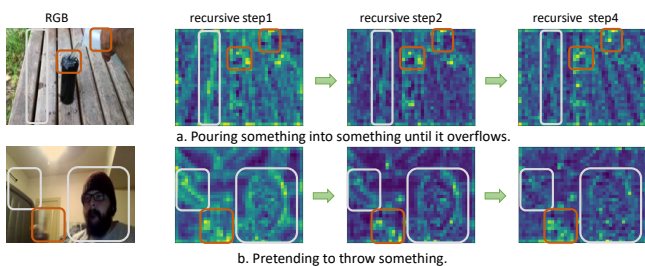 RGB
recursive step1
recursive step2
recursive step4
a. Pouring something into something until it overflows.
b. Pretending to throw something.